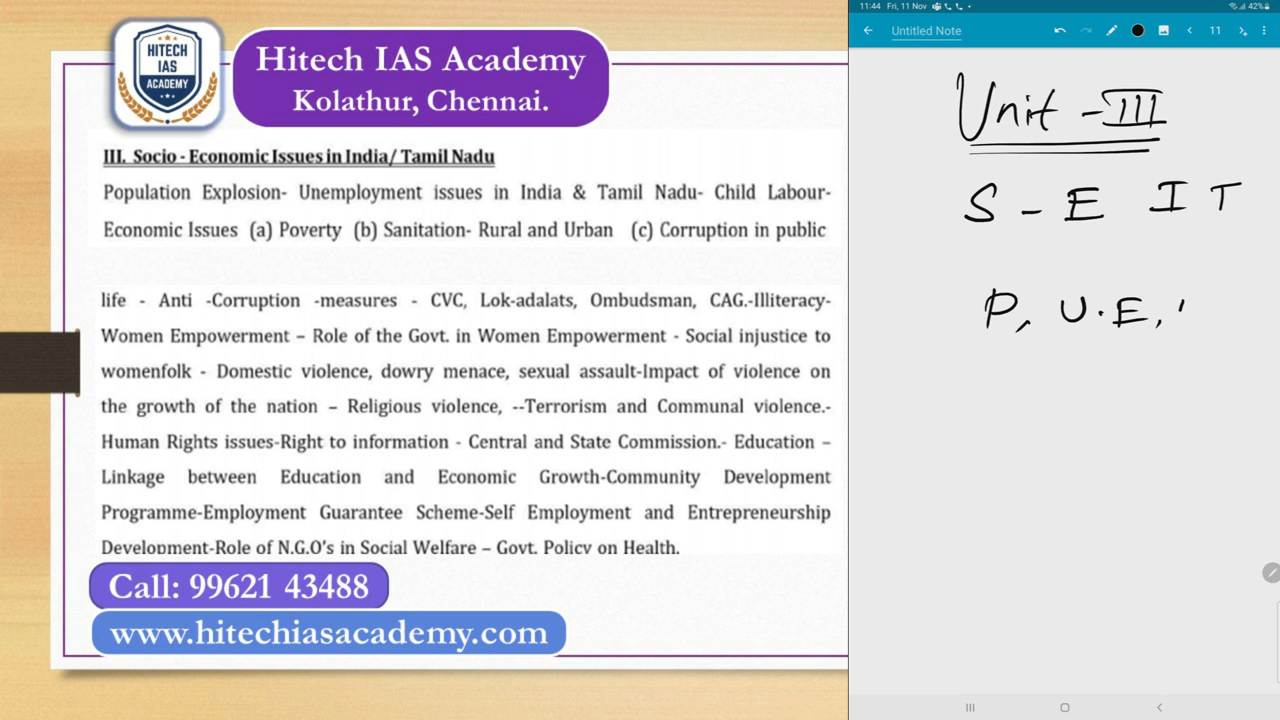 HITECH
IAS
ACADEMY
Hitech IAS Academy
Kolathur, Chennai.
III. Socio - Economic Issues in India/ Tamil Nadu
Population Explosion- Unemployment issues in India & Tamil Nadu- Child Labour-
Economic Issues (a) Poverty (b) Sanitation- Rural and Urban (c) Corruption in public
life - Anti -Corruption -measures - CVC, Lok-adalats, Ombudsman, CAG.-Illiteracy-
Women Empowerment – Role of the Govt. in Women Empowerment - Social injustice to
womenfolk - Domestic violence, dowry menace, sexual assault-Impact of violence on
the growth of the nation – Religious violence, --Terrorism and Communal violence.-
Human Rights issues-Right to information - Central and State Commission.- Education –
Linkage between Education and Economic Growth-Community Development
Programme-Employment Guarantee Scheme-Self Employment and Entrepreneurship
Development-Role of N.G.O's in Social Welfare – Govt. Policy on Health.
Call: 99621 43488
www.hitechiasacademy.com
11:44 Fri, 11 Nov
42%
Untitled Note
11
Unit - III
S - E I T
P, U.E,